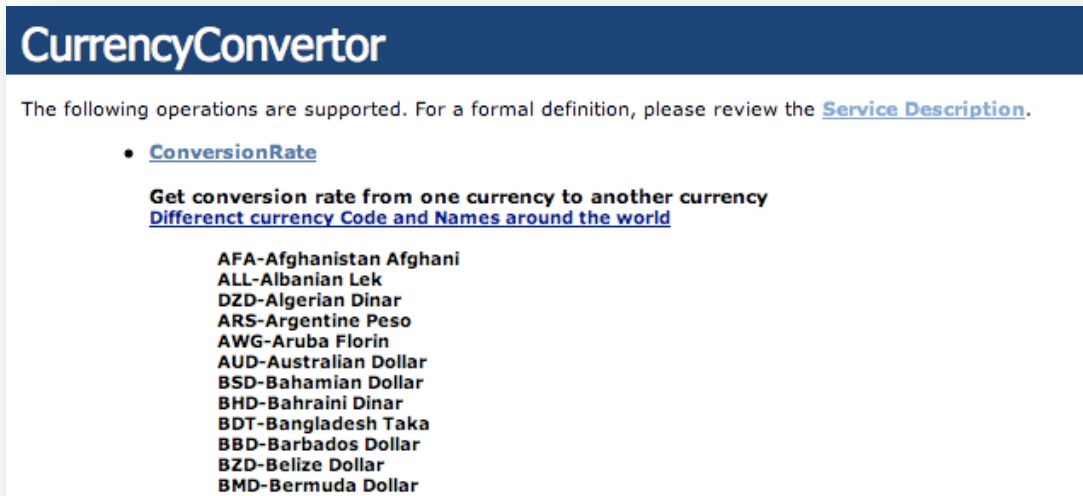 CurrencyConvertor
The following operations are supported. For a formal definition, please review the Service Description.
• ConversionRate
Get conversion rate from one currency to another currency
Differenct currency Code and Names around the world
AFA-Afghanistan Afghani
ALL-Albanian Lek
DZD-Algerian Dinar
ARS-Argentine Peso
AWG-Aruba Florin
AUD-Australian Dollar
BSD-Bahamian Dollar
BHD-Bahraini Dinar
BDT-Bangladesh Taka
BBD-Barbados Dollar
BZD-Belize Dollar
BMD-Bermuda Dollar